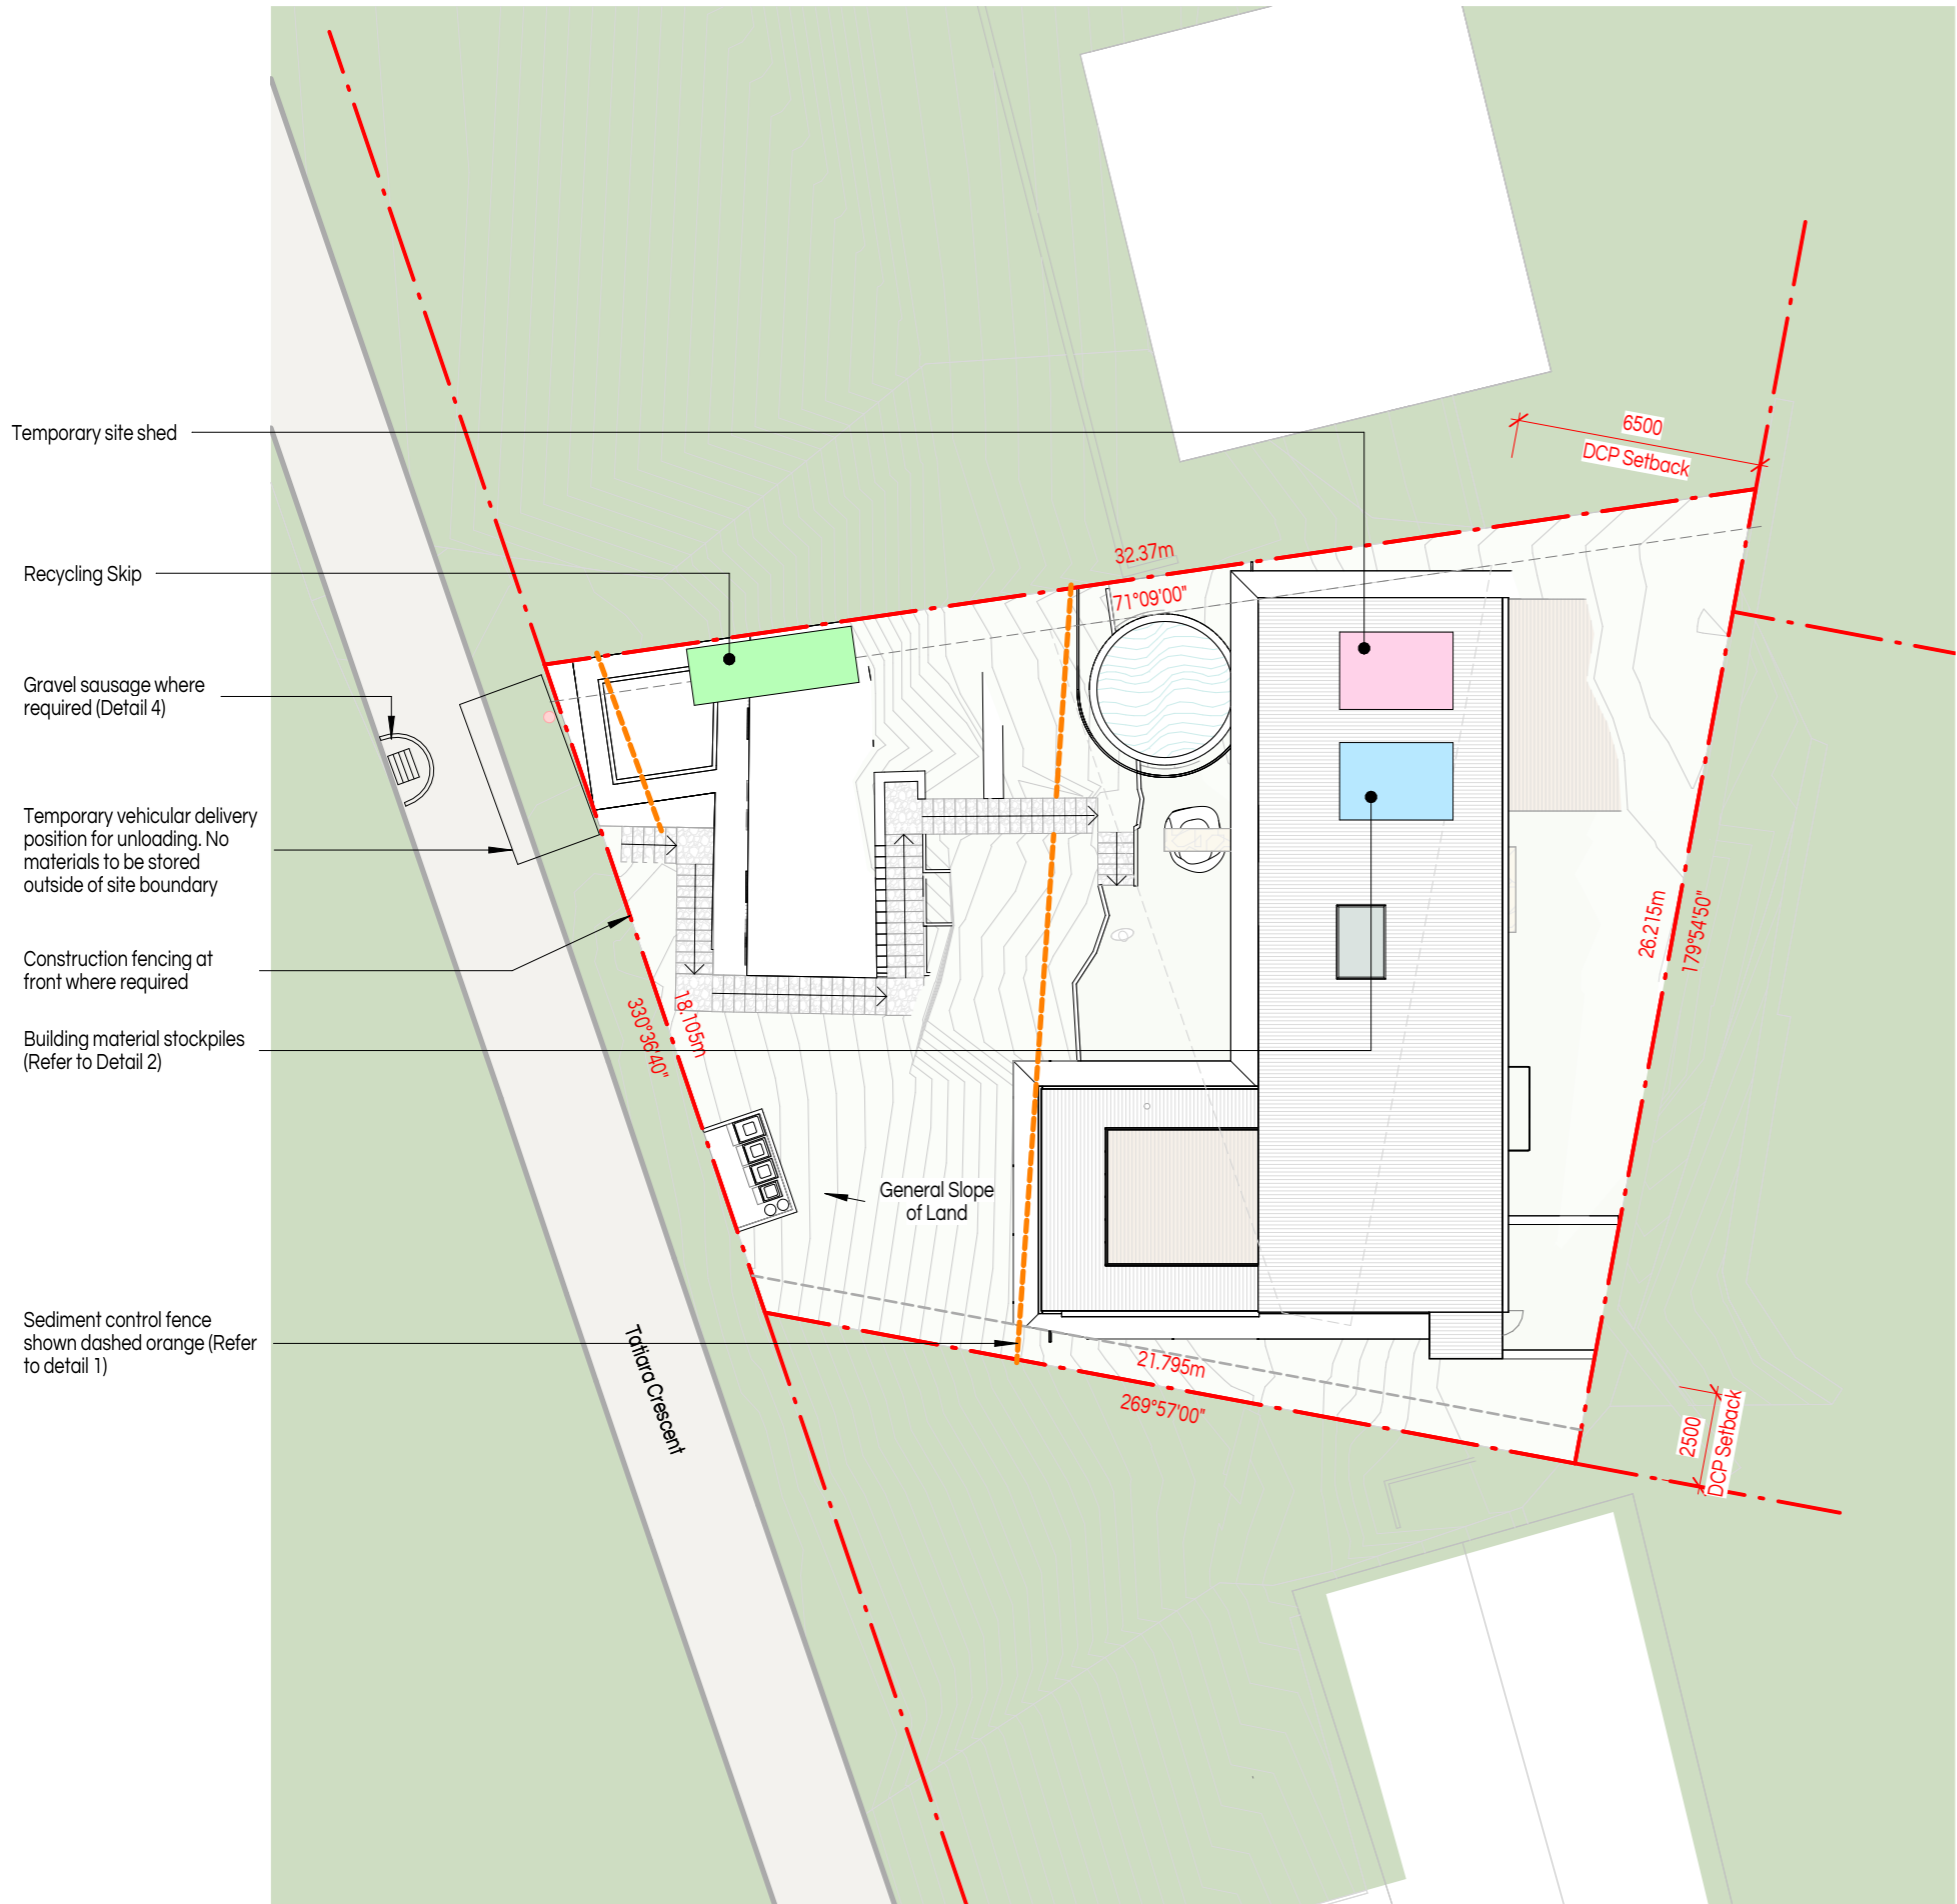 Temporary site shed
Recycling Skip
Gravel sausage where
required (Detail 4)
Temporary vehicular delivery
position for unloading. No
materials to be stored
outside of site boundary
Construction fencing at
front where required
Building material stockpiles
(Refer to Detail 2)
Sediment control fence
shown dashed orange (Refer
to detail 1)
6500
DCP Setback
32.37m
71°09'00"
26.215m
179°54'50"
18.105m
330°36'40"
General Slope
of Land
21.795m
269°57'00"
2500
DCP Setback
Tatiara Crescent